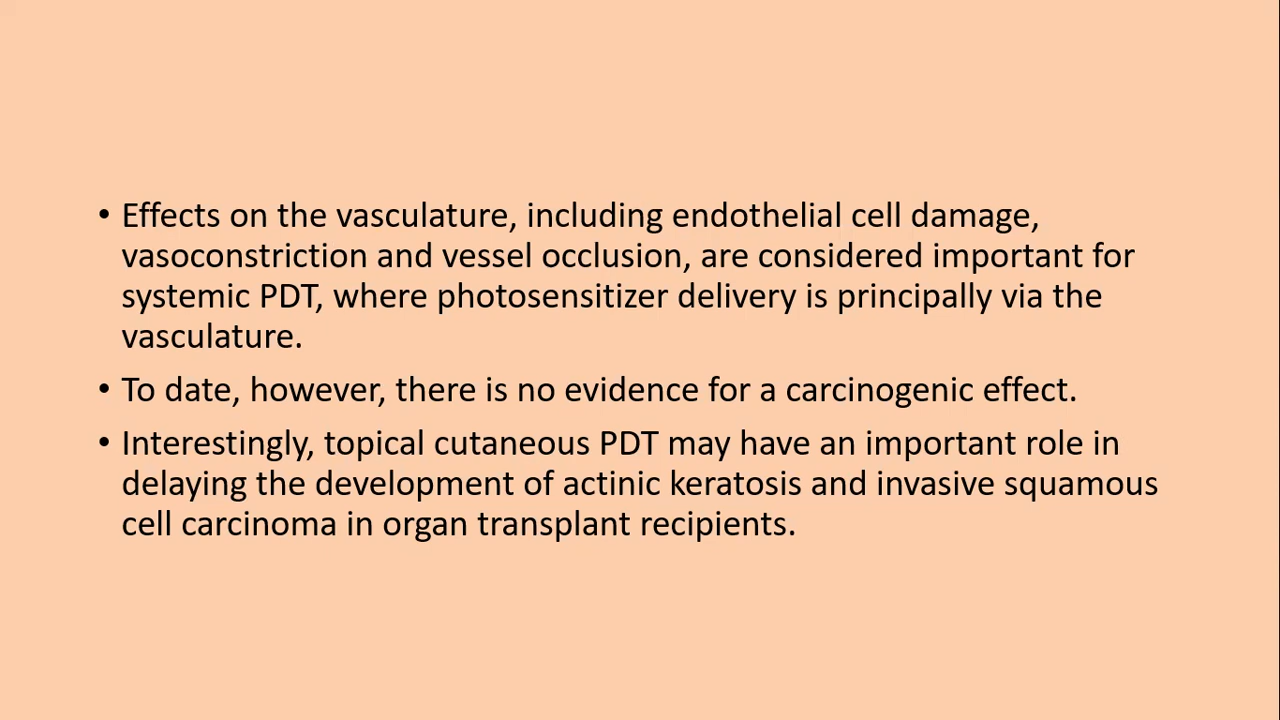 • Effects on the vasculature, including endothelial cell damage,
vasoconstriction and vessel occlusion, are considered important for
systemic PDT, where photosensitizer delivery is principally via the
vasculature.
• To date, however, there is no evidence for a carcinogenic effect.
• Interestingly, topical cutaneous PDT may have an important role in
delaying the development of actinic keratosis and invasive squamous
cell carcinoma in organ transplant recipients.